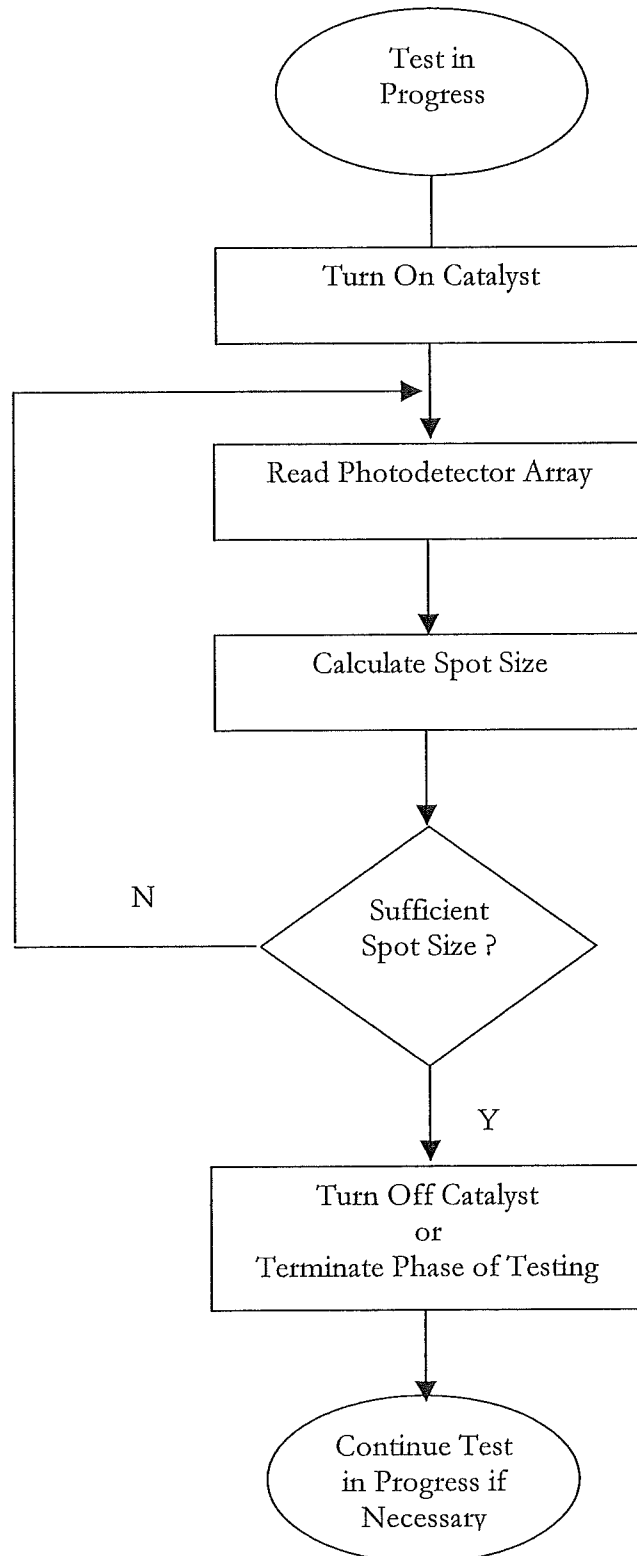 Test in
Progress
Turn On Catalyst
Read Photodetector Array
Calculate Spot Size
N
Sufficient
Spot Size ?
Y
Turn Off Catalyst
or
Terminate Phase of Testing
Continue Test
in Progress if
Necessary